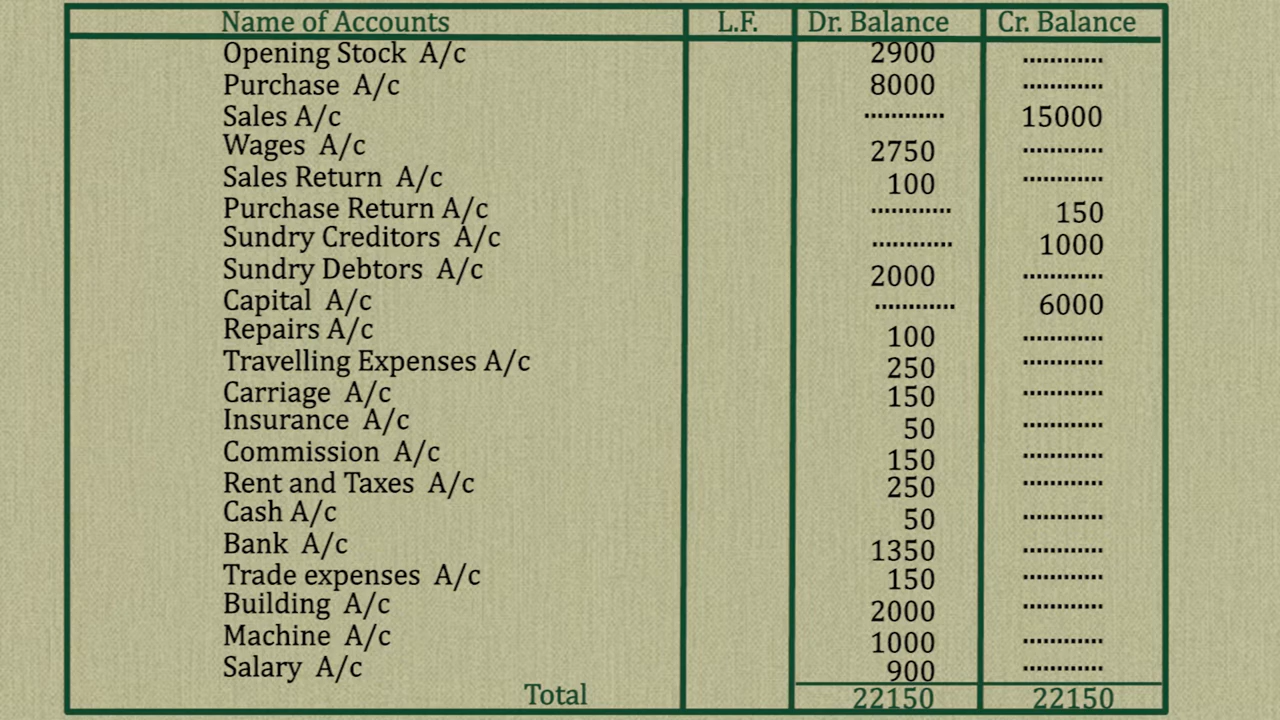 Name of Accounts L.F. Dr. Balance Cr. Balance
Opening Stock A/c 2900 ............
Purchase A/c 8000 ............
Sales A/c ............ 15000
Wages A/c 2750 ............
Sales Return A/c 100 ............
Purchase Return A/c ............ 150
Sundry Creditors A/c ............ 1000
Sundry Debtors A/c 2000 ............
Capital A/c ............ 6000
Repairs A/c 100 ............
Travelling Expenses A/c 250 ............
Carriage A/c 150 ............
Insurance A/c 50 ............
Commission A/c 150 ............
Rent and Taxes A/c 250 ............
Cash A/c 50 ............
Bank A/c 1350 ............
Trade expenses A/c 150 ............
Building A/c 2000 ............
Machine A/c 1000 ............
Salary A/c 900 ............
Total 22150 22150